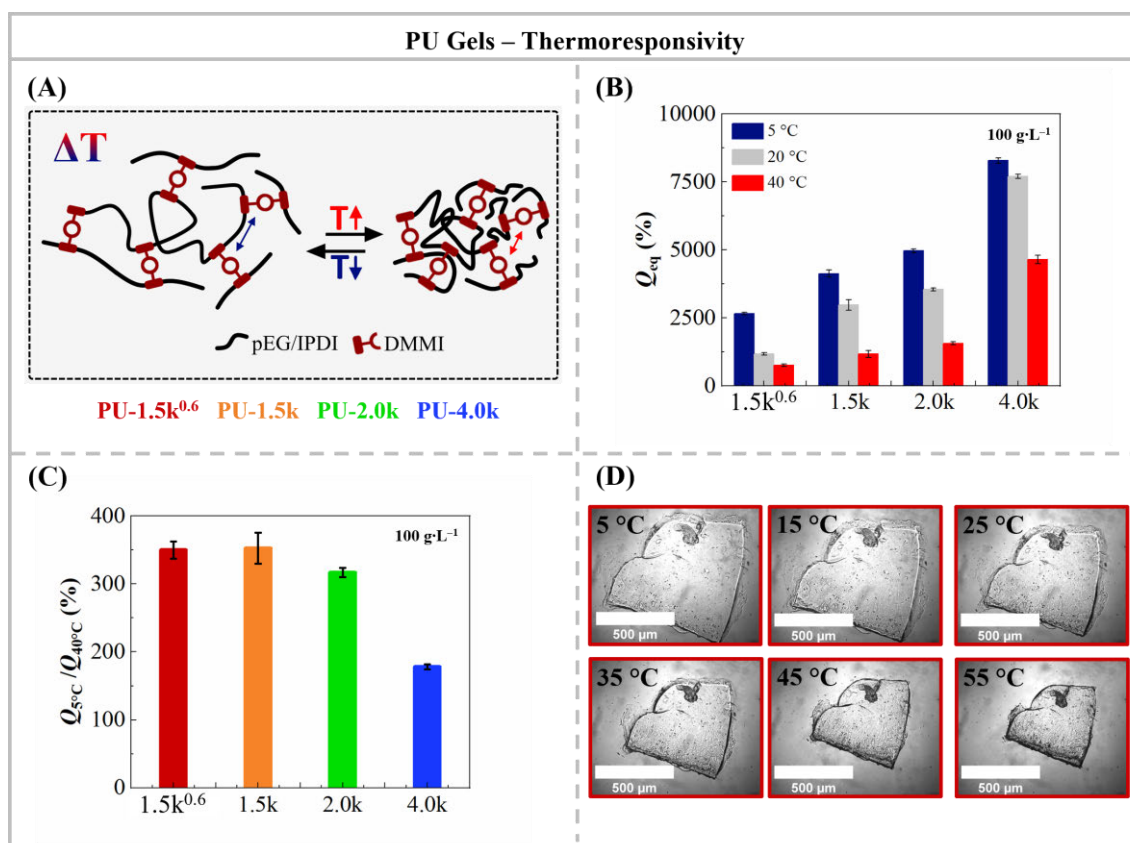 PU Gels – Thermoresponsivity
(A)
ΔT
T↑
T↓
pEG/IPDI DMMI
PU-1.5k⁰·⁶ PU-1.5k PU-2.0k PU-4.0k
(B)
10000
7500
5000
2500
0
Qeq (%)
5 °C
20 °C
40 °C
100 g·L⁻¹
1.5k⁰·⁶ 1.5k 2.0k 4.0k
(C)
400
300
200
100
0
Q5°C /Q40°C (%)
100 g·L⁻¹
1.5k⁰·⁶ 1.5k 2.0k 4.0k
(D)
5 °C 15 °C 25 °C
500 µm 500 µm 500 µm
35 °C 45 °C 55 °C
500 µm 500 µm 500 µm